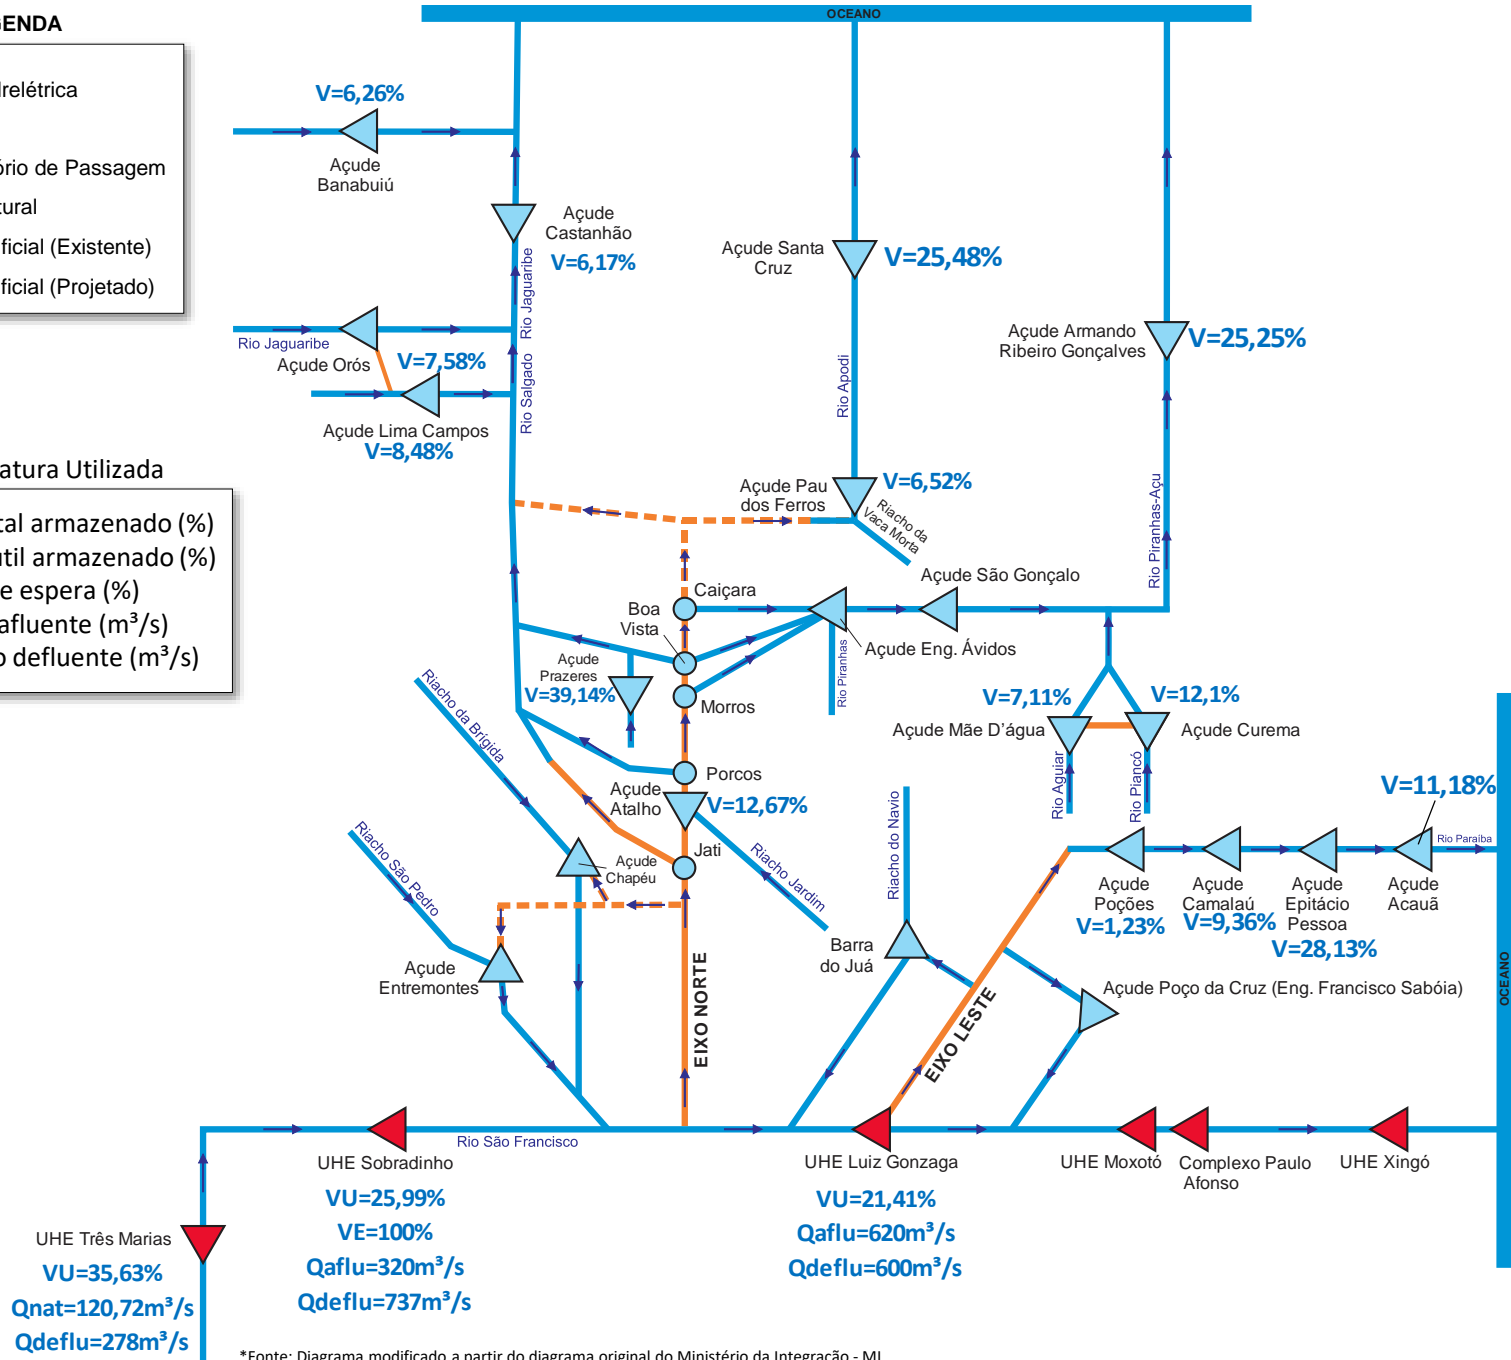 OCEANO
GENDA
drelétrica
ório de Passagem
tural
ificial (Existente)
ificial (Projetado)
V=6,26%
Açude
Banabuiú
Açude
Castanhão
V=6,17%
Rio Jaguaribe
Açude Santa
Cruz
V=25,48%
Açude Armando
Ribeiro Gonçalves
V=25,25%
Rio Jaguaribe
Açude Orós
V=7,58%
Rio Salgado
Açude Lima Campos
V=8,48%
Rio Apodi
Rio Piranhas-Açu
atura Utilizada
tal armazenado (%)
útil armazenado (%)
e espera (%)
afluente (m³/s)
o defluente (m³/s)
Açude Pau
dos Ferros
V=6,52%
Riacho da
Vaca Morta
Caiçara
Boa
Vista
Açude São Gonçalo
Açude Eng. Ávidos
Rio Piranhas
Açude
Prazeres
V=39,14%
Morros
Porcos
Riacho da Brigida
V=7,11%
V=12,1%
Açude Mãe D’água
Açude Curema
Rio Aguiar
Rio Piancó
Açude
Atalho
V=12,67%
Jati
Riacho Jardim
Açude
Chapéu
Riacho São Pedro
Riacho do Navio
V=11,18%
Rio Paraiba
Açude
Poções
V=1,23%
Açude
Camalaú
V=9,36%
Açude
Epitácio
Pessoa
V=28,13%
Açude
Acauã
Açude
Entremontes
Barra
do Juá
Açude Poço da Cruz (Eng. Francisco Sabóia)
OCEANO
EIXO NORTE
EIXO LESTE
Rio São Francisco
UHE Sobradinho
VU=25,99%
VE=100%
Qaflu=320m³/s
Qdeflu=737m³/s
UHE Luiz Gonzaga
VU=21,41%
Qaflu=620m³/s
Qdeflu=600m³/s
UHE Moxotó
Complexo Paulo
Afonso
UHE Xingó
UHE Três Marias
VU=35,63%
Qnat=120,72m³/s
Qdeflu=278m³/s
*Fonte: Diagrama modificado a partir do diagrama original do Ministério da Integração - MI